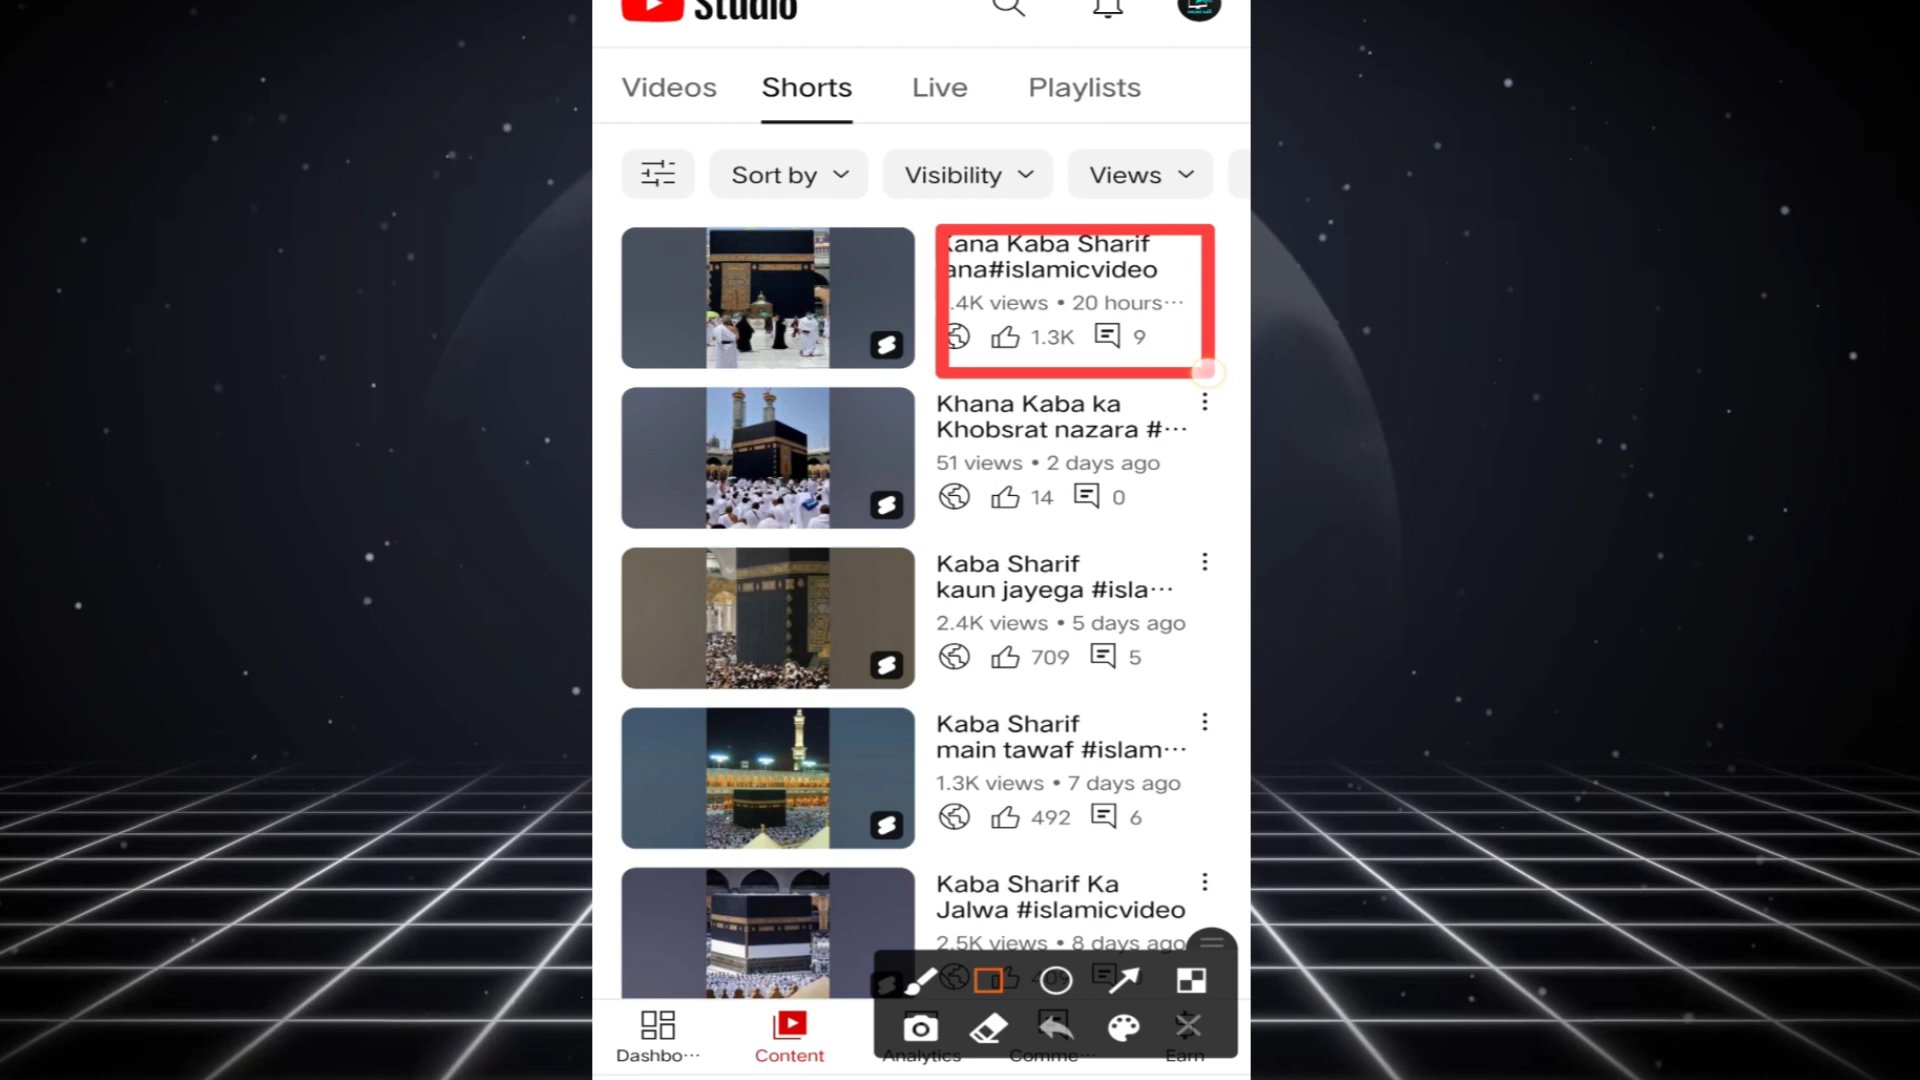 Studio
Videos
Shorts
Live
Playlists
Sort by
Visibility
Views
Kaba Sharif
#islamicvideo
.4K views • 20 hours…
1.3K
9
Khana Kaba ka
Khobsrat nazara #…
51 views • 2 days ago
14
0
Kaba Sharif
kaun jayega #isla…
2.4K views • 5 days ago
709
5
Kaba Sharif
main tawaf #islam…
1.3K views • 7 days ago
492
6
Kaba Sharif Ka
Jalwa #islamicvideo
2.5K views • 8 days ago
Dashbo…
Content
Analytics
Comme…
Earn